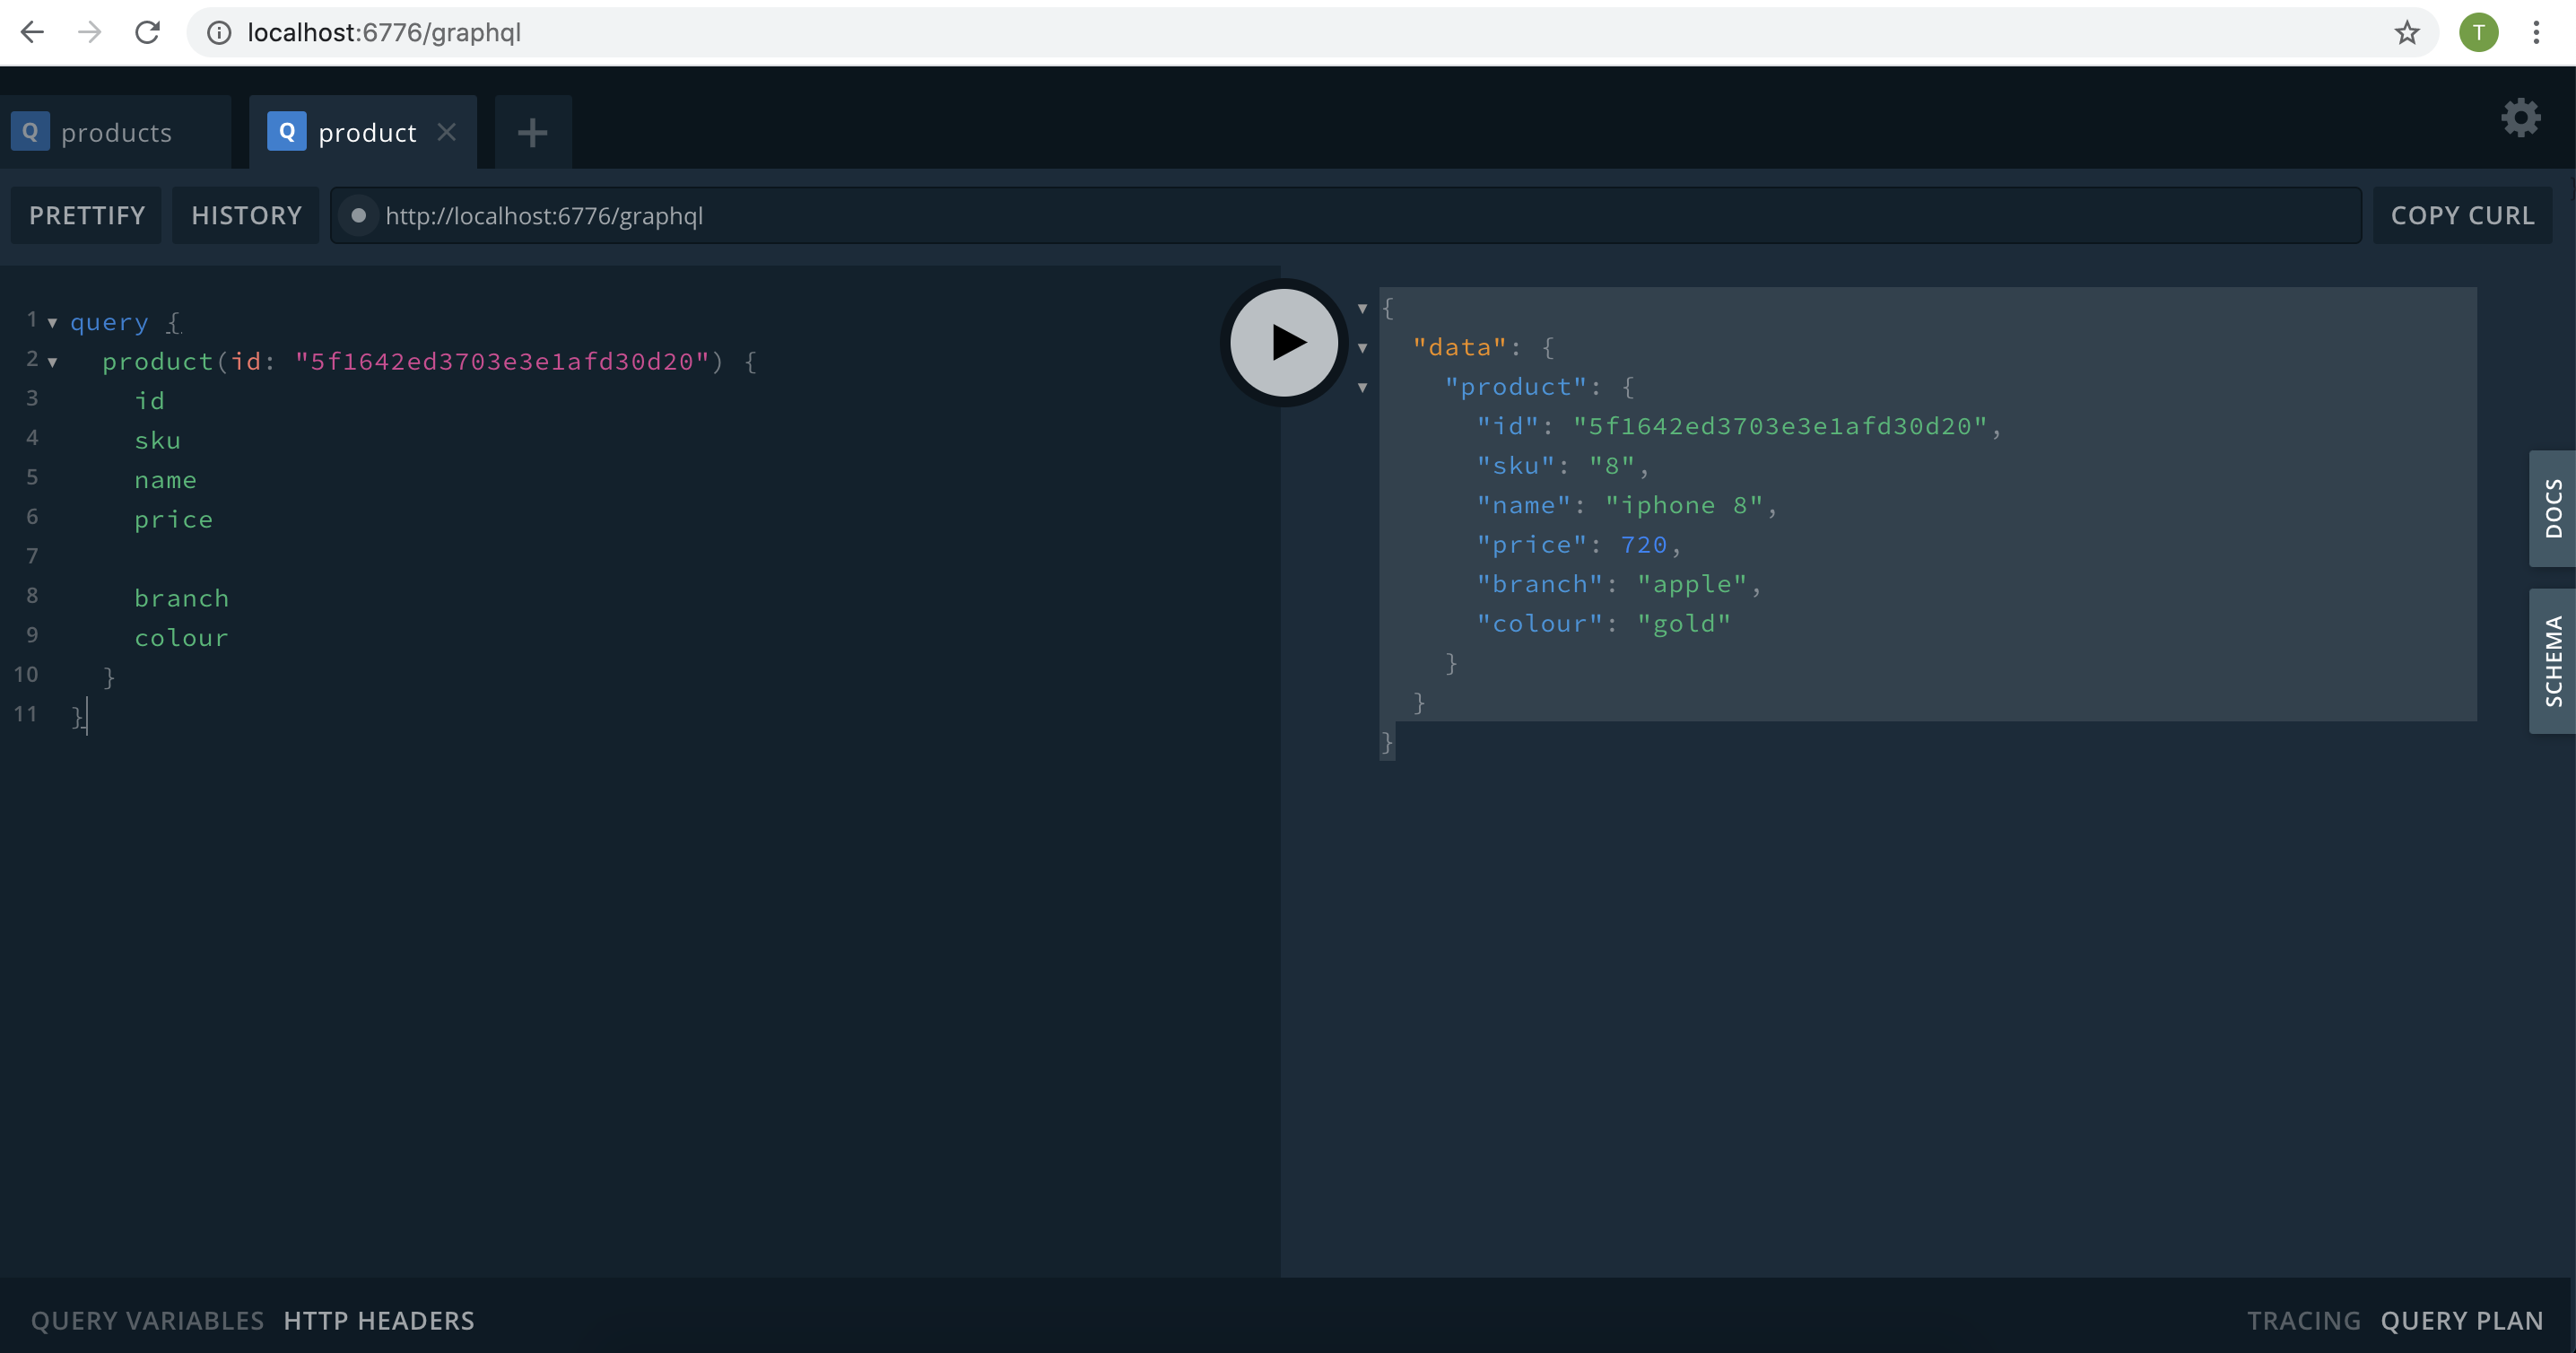 localhost:6776/graphql
T
Q products
Q product
PRETTIFY
HISTORY
http://localhost:6776/graphql
COPY CURL
1 query {
2 product(id: "5f1642ed3703e3e1afd30d20") {
3 id
4 sku
5 name
6 price
7
8 branch
9 colour
10 }
11 }
{
"data": {
"product": {
"id": "5f1642ed3703e3e1afd30d20",
"sku": "8",
"name": "iphone 8",
"price": 720,
"branch": "apple",
"colour": "gold"
}
}
}
DOCS
SCHEMA
QUERY VARIABLES HTTP HEADERS
TRACING QUERY PLAN